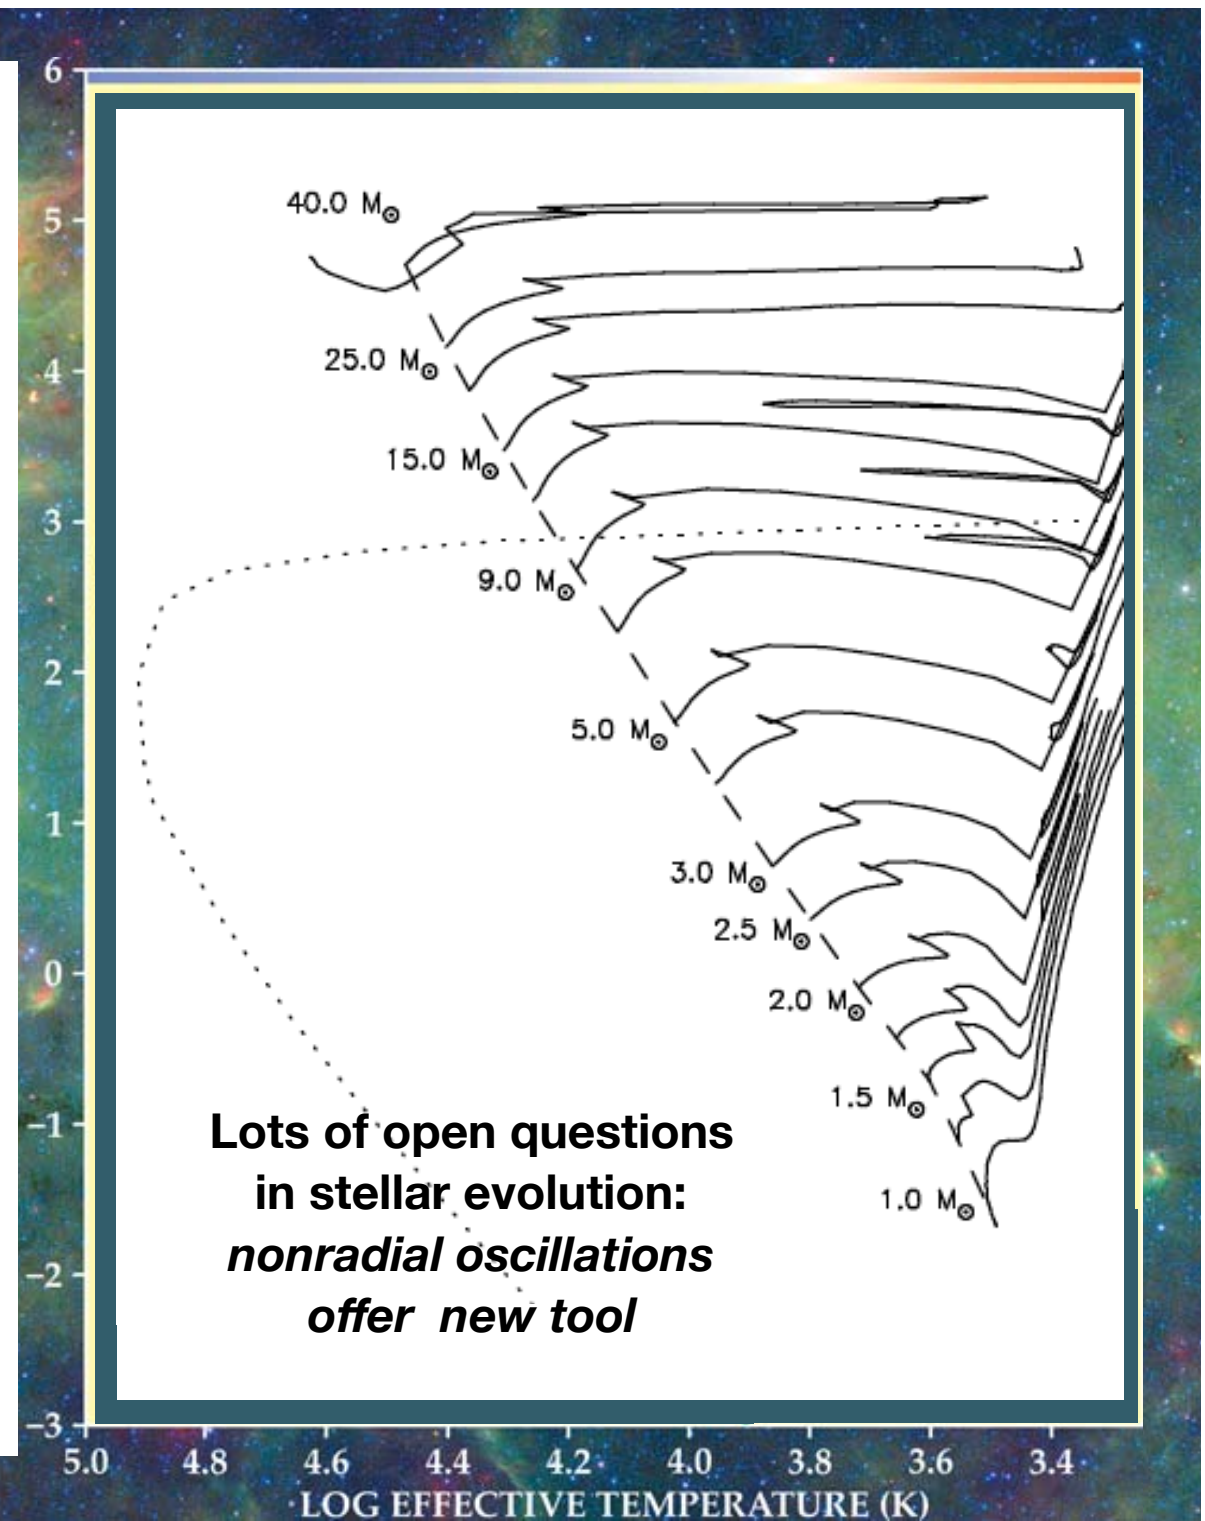 6
5
4
3
2
1
0
−1
−2
−3
40.0 M⊙
25.0 M⊙
15.0 M⊙
9.0 M⊙
5.0 M⊙
3.0 M⊙
2.5 M⊙
2.0 M⊙
1.5 M⊙
1.0 M⊙
Lots of open questions
in stellar evolution:
nonradial oscillations
offer new tool
5.0 4.8 4.6 4.4 4.2 4.0 3.8 3.6 3.4
LOG EFFECTIVE TEMPERATURE (K)